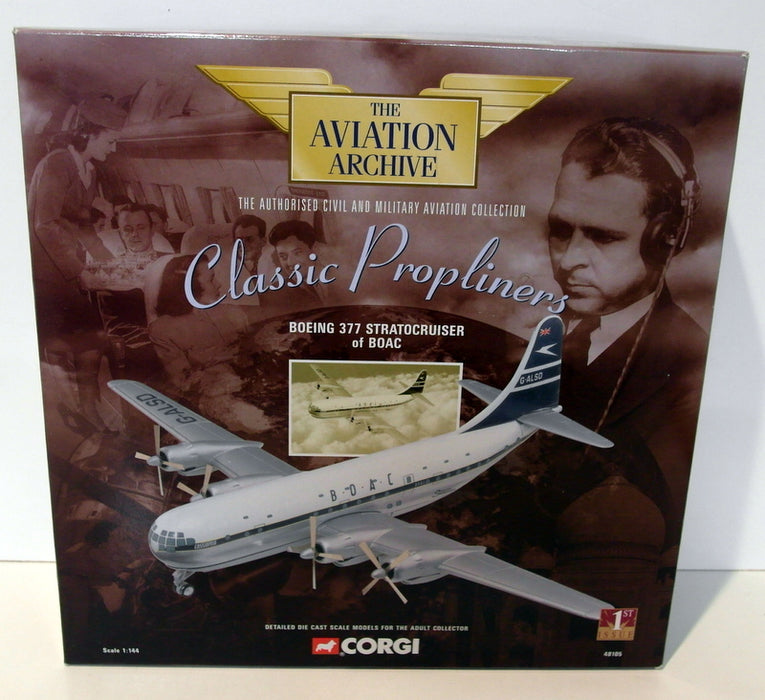 THE
AVIATION
ARCHIVE
THE AUTHORISED CIVIL AND MILITARY AVIATION COLLECTION
Classic Propliners
BOEING 377 STRATOCRUISER
of BOAC
G-ALSD
G-ALSD
B·O·A·C
DETAILED DIE CAST SCALE MODELS FOR THE ADULT COLLECTOR
CORGI
Scale 1:144
1ST
ISSUE
48105